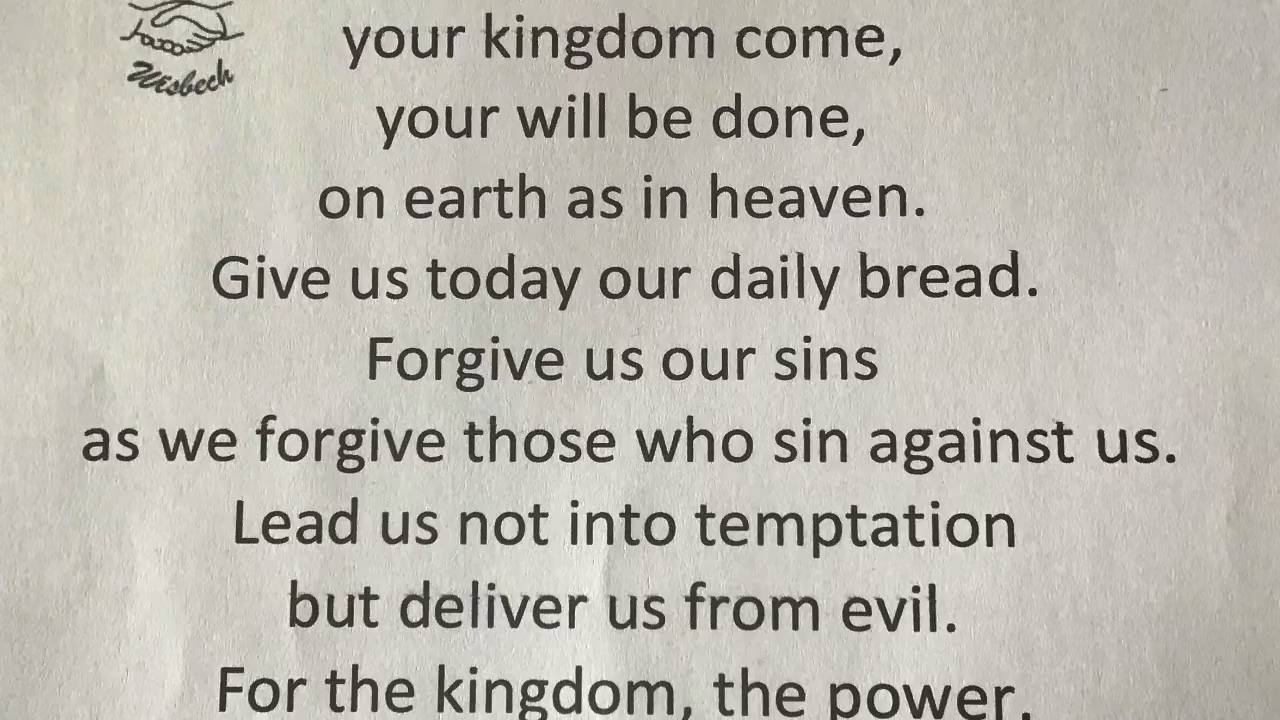 your kingdom come,
Wisbech
your will be done,
on earth as in heaven.
Give us today our daily bread.
Forgive us our sins
as we forgive those who sin against us.
Lead us not into temptation
but deliver us from evil.
For the kingdom, the power,